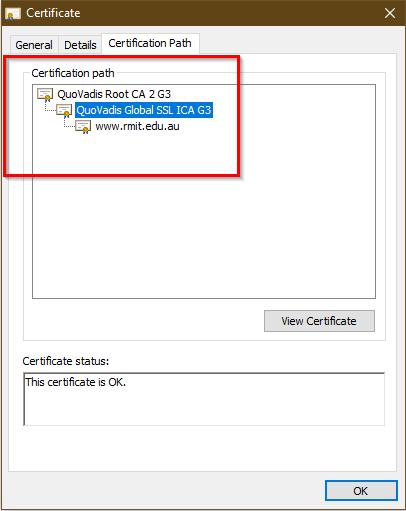 Certificate
General Details Certification Path
Certification path
QuoVadis Root CA 2 G3
QuoVadis Global SSL ICA G3
www.rmit.edu.au
View Certificate
Certificate status:
This certificate is OK.
OK